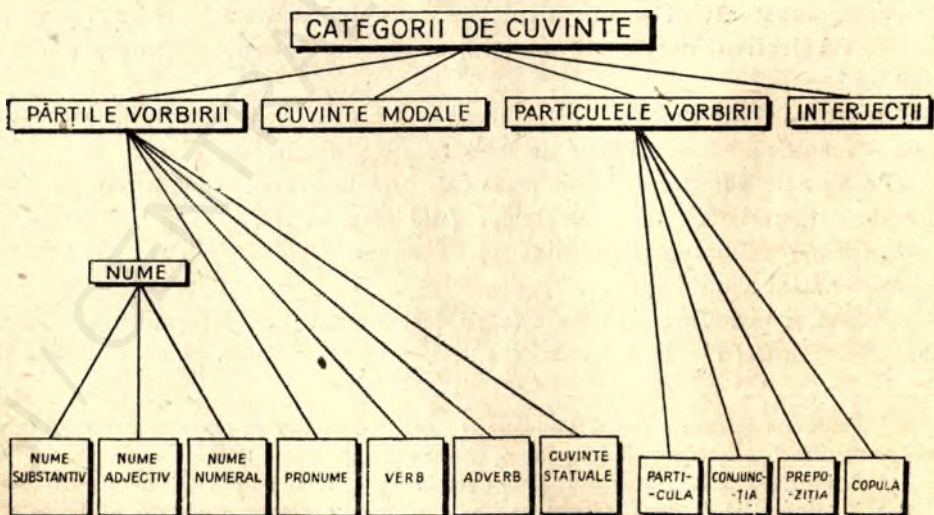 CATEGORII DE CUVINTE
PĂRȚILE VORBIRII
CUVINTE MODALE
PARTICULELE VORBIRII
INTERJECȚII
NUME
NUME
SUBSTANTIV
NUME
ADJECTIV
NUME
NUMERAL
PRONUME
VERB
ADVERB
CUVINTE
STATUALE
PARTI-
-CULA
CONJUNC-
-ȚIA
PREPO-
-ZIȚIA
COPULA